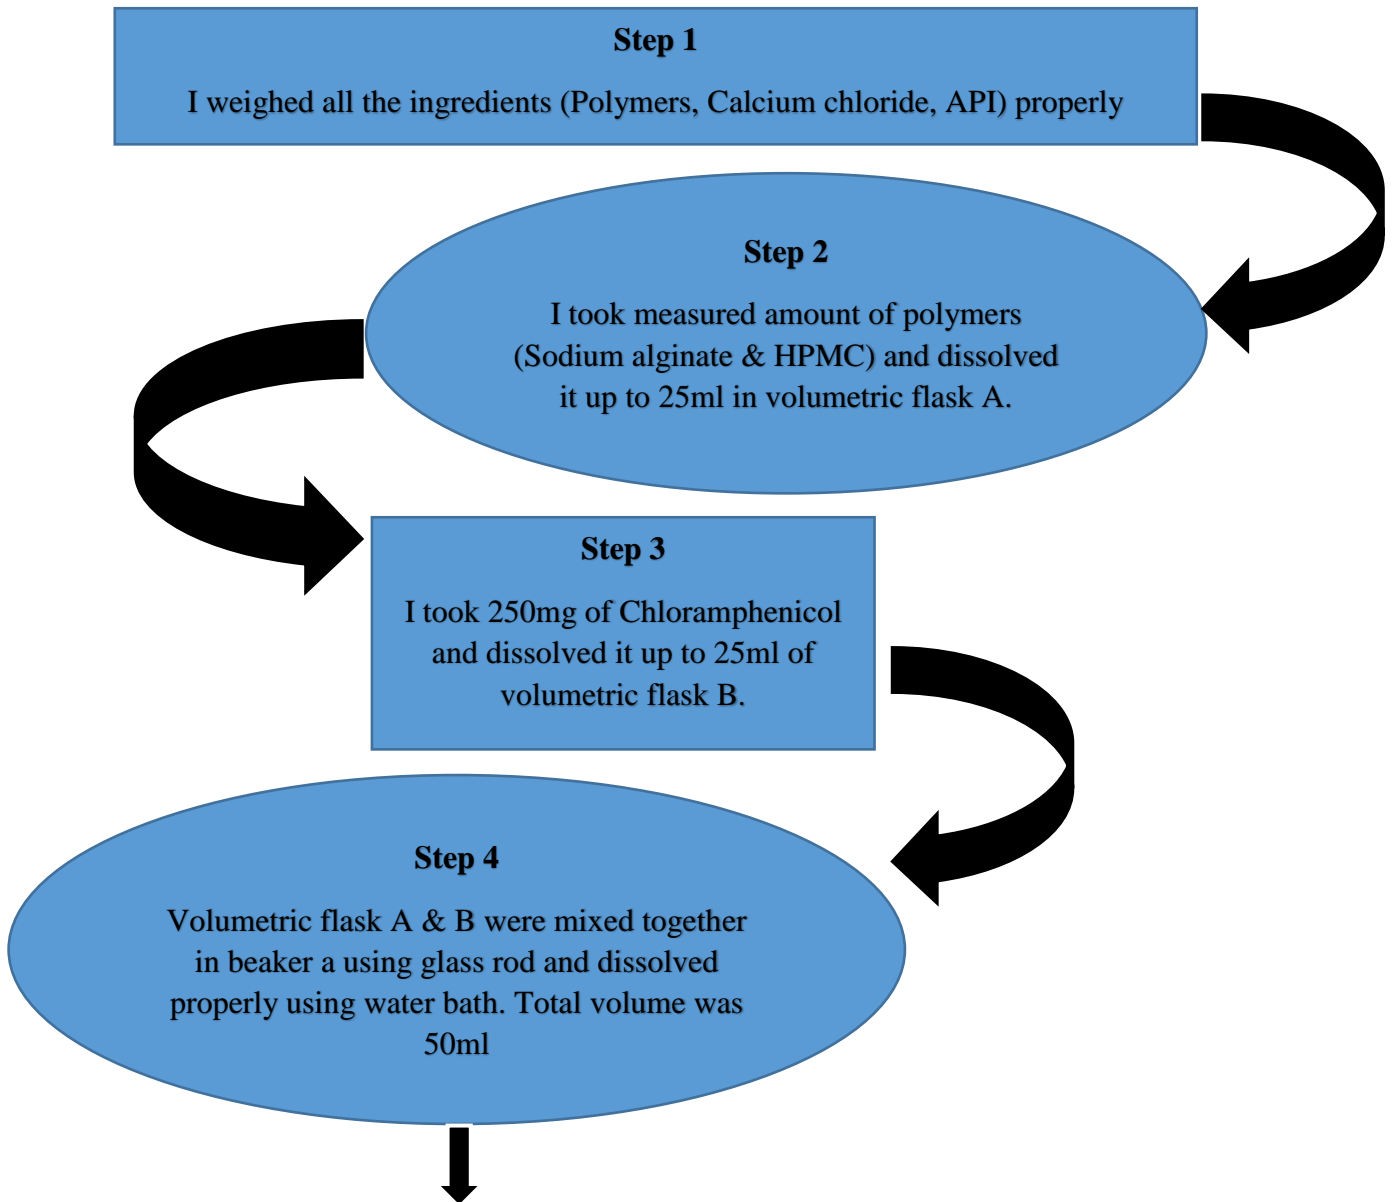 Step 1
I weighed all the ingredients (Polymers, Calcium chloride, API) properly
Step 2
I took measured amount of polymers
(Sodium alginate & HPMC) and dissolved
it up to 25ml in volumetric flask A.
Step 3
I took 250mg of Chloramphenicol
and dissolved it up to 25ml of
volumetric flask B.
Step 4
Volumetric flask A & B were mixed together
in beaker a using glass rod and dissolved
properly using water bath. Total volume was
50ml